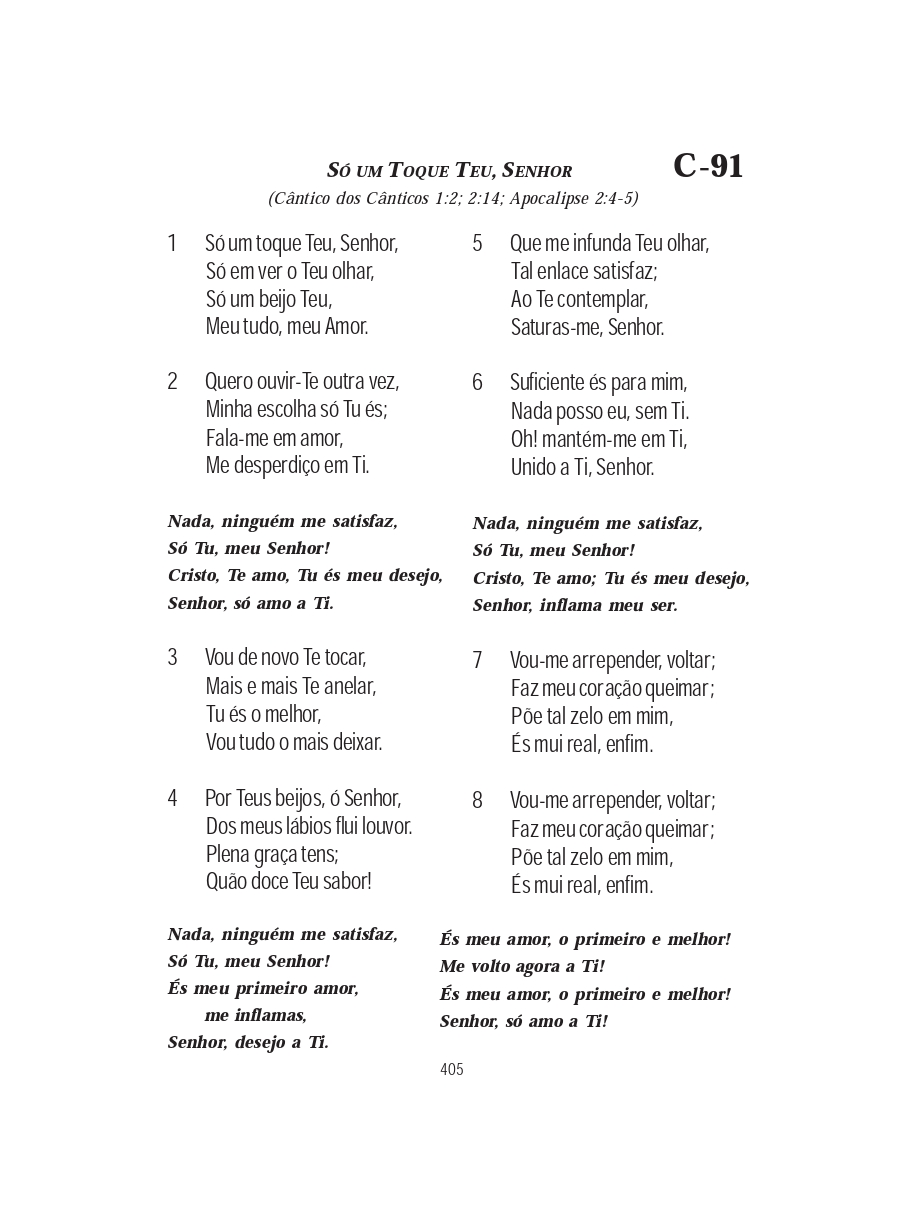 Só um Toque Teu, Senhor
C-91
(Cântico dos Cânticos 1:2; 2:14; Apocalipse 2:4-5)
1 Só um toque Teu, Senhor,
Só em ver o Teu olhar,
Só um beijo Teu,
Meu tudo, meu Amor.
2 Quero ouvir-Te outra vez,
Minha escolha só Tu és;
Fala-me em amor,
Me desperdiço em Ti.
Nada, ninguém me satisfaz,
Só Tu, meu Senhor!
Cristo, Te amo, Tu és meu desejo,
Senhor, só amo a Ti.
3 Vou de novo Te tocar,
Mais e mais Te anelar,
Tu és o melhor,
Vou tudo o mais deixar.
4 Por Teus beijos, ó Senhor,
Dos meus lábios flui louvor.
Plena graça tens;
Quão doce Teu sabor!
Nada, ninguém me satisfaz,
Só Tu, meu Senhor!
És meu primeiro amor,
me inflamas,
Senhor, desejo a Ti.
5 Que me infunda Teu olhar,
Tal enlace satisfaz;
Ao Te contemplar,
Saturas-me, Senhor.
6 Suficiente és para mim,
Nada posso eu, sem Ti.
Oh! mantém-me em Ti,
Unido a Ti, Senhor.
Nada, ninguém me satisfaz,
Só Tu, meu Senhor!
Cristo, Te amo; Tu és meu desejo,
Senhor, inflama meu ser.
7 Vou-me arrepender, voltar;
Faz meu coração queimar;
Põe tal zelo em mim,
És mui real, enfim.
8 Vou-me arrepender, voltar;
Faz meu coração queimar;
Põe tal zelo em mim,
És mui real, enfim.
És meu amor, o primeiro e melhor!
Me volto agora a Ti!
És meu amor, o primeiro e melhor!
Senhor, só amo a Ti!
405